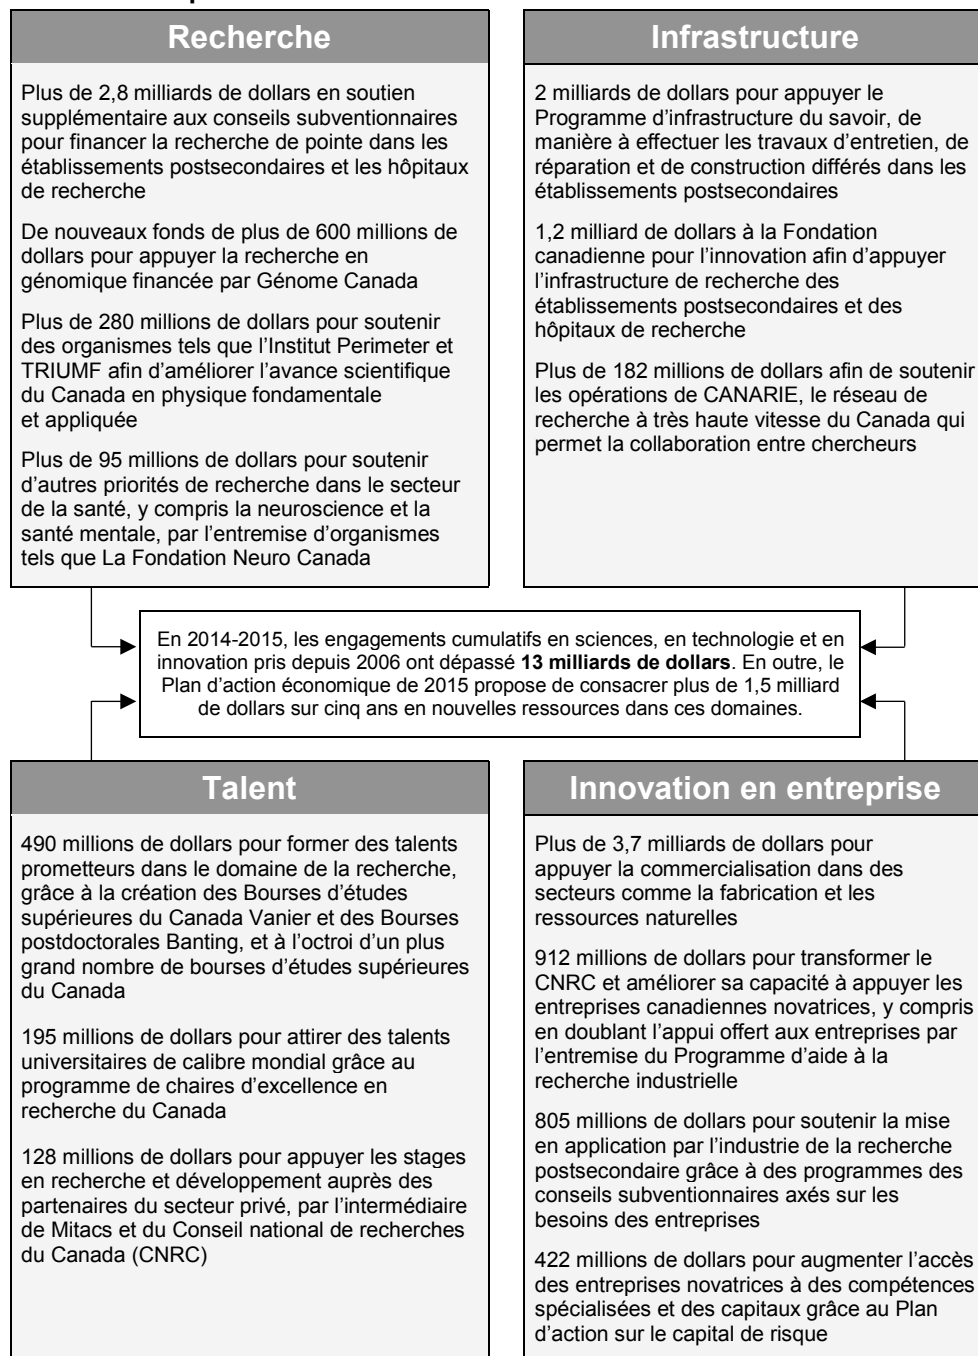 Recherche
Plus de 2,8 milliards de dollars en soutien
supplémentaire aux conseils subventionnaires
pour financer la recherche de pointe dans les
établissements postsecondaires et les hôpitaux
de recherche
De nouveaux fonds de plus de 600 millions de
dollars pour appuyer la recherche en
génomique financée par Génome Canada
Plus de 280 millions de dollars pour soutenir
des organismes tels que l’Institut Perimeter et
TRIUMF afin d’améliorer l’avance scientifique
du Canada en physique fondamentale
et appliquée
Plus de 95 millions de dollars pour soutenir
d’autres priorités de recherche dans le secteur
de la santé, y compris la neuroscience et la
santé mentale, par l’entremise d’organismes
tels que La Fondation Neuro Canada
Infrastructure
2 milliards de dollars pour appuyer le
Programme d’infrastructure du savoir, de
manière à effectuer les travaux d’entretien, de
réparation et de construction différés dans les
établissements postsecondaires
1,2 milliard de dollars à la Fondation
canadienne pour l’innovation afin d’appuyer
l’infrastructure de recherche des
établissements postsecondaires et des
hôpitaux de recherche
Plus de 182 millions de dollars afin de soutenir
les opérations de CANARIE, le réseau de
recherche à très haute vitesse du Canada qui
permet la collaboration entre chercheurs
En 2014-2015, les engagements cumulatifs en sciences, en technologie et en
innovation pris depuis 2006 ont dépassé 13 milliards de dollars. En outre, le
Plan d’action économique de 2015 propose de consacrer plus de 1,5 milliard
de dollars sur cinq ans en nouvelles ressources dans ces domaines.
Talent
490 millions de dollars pour former des talents
prometteurs dans le domaine de la recherche,
grâce à la création des Bourses d’études
supérieures du Canada Vanier et des Bourses
postdoctorales Banting, et à l’octroi d’un plus
grand nombre de bourses d’études supérieures
du Canada
195 millions de dollars pour attirer des talents
universitaires de calibre mondial grâce au
programme de chaires d’excellence en
recherche du Canada
128 millions de dollars pour appuyer les stages
en recherche et développement auprès des
partenaires du secteur privé, par l’intermédiaire
de Mitacs et du Conseil national de recherches
du Canada (CNRC)
Innovation en entreprise
Plus de 3,7 milliards de dollars pour
appuyer la commercialisation dans des
secteurs comme la fabrication et les
ressources naturelles
912 millions de dollars pour transformer le
CNRC et améliorer sa capacité à appuyer les
entreprises canadiennes novatrices, y compris
en doublant l’appui offert aux entreprises par
l’entremise du Programme d’aide à la
recherche industrielle
805 millions de dollars pour soutenir la mise
en application par l’industrie de la recherche
postsecondaire grâce à des programmes des
conseils subventionnaires axés sur les
besoins des entreprises
422 millions de dollars pour augmenter l’accès
des entreprises novatrices à des compétences
spécialisées et des capitaux grâce au Plan
d’action sur le capital de risque